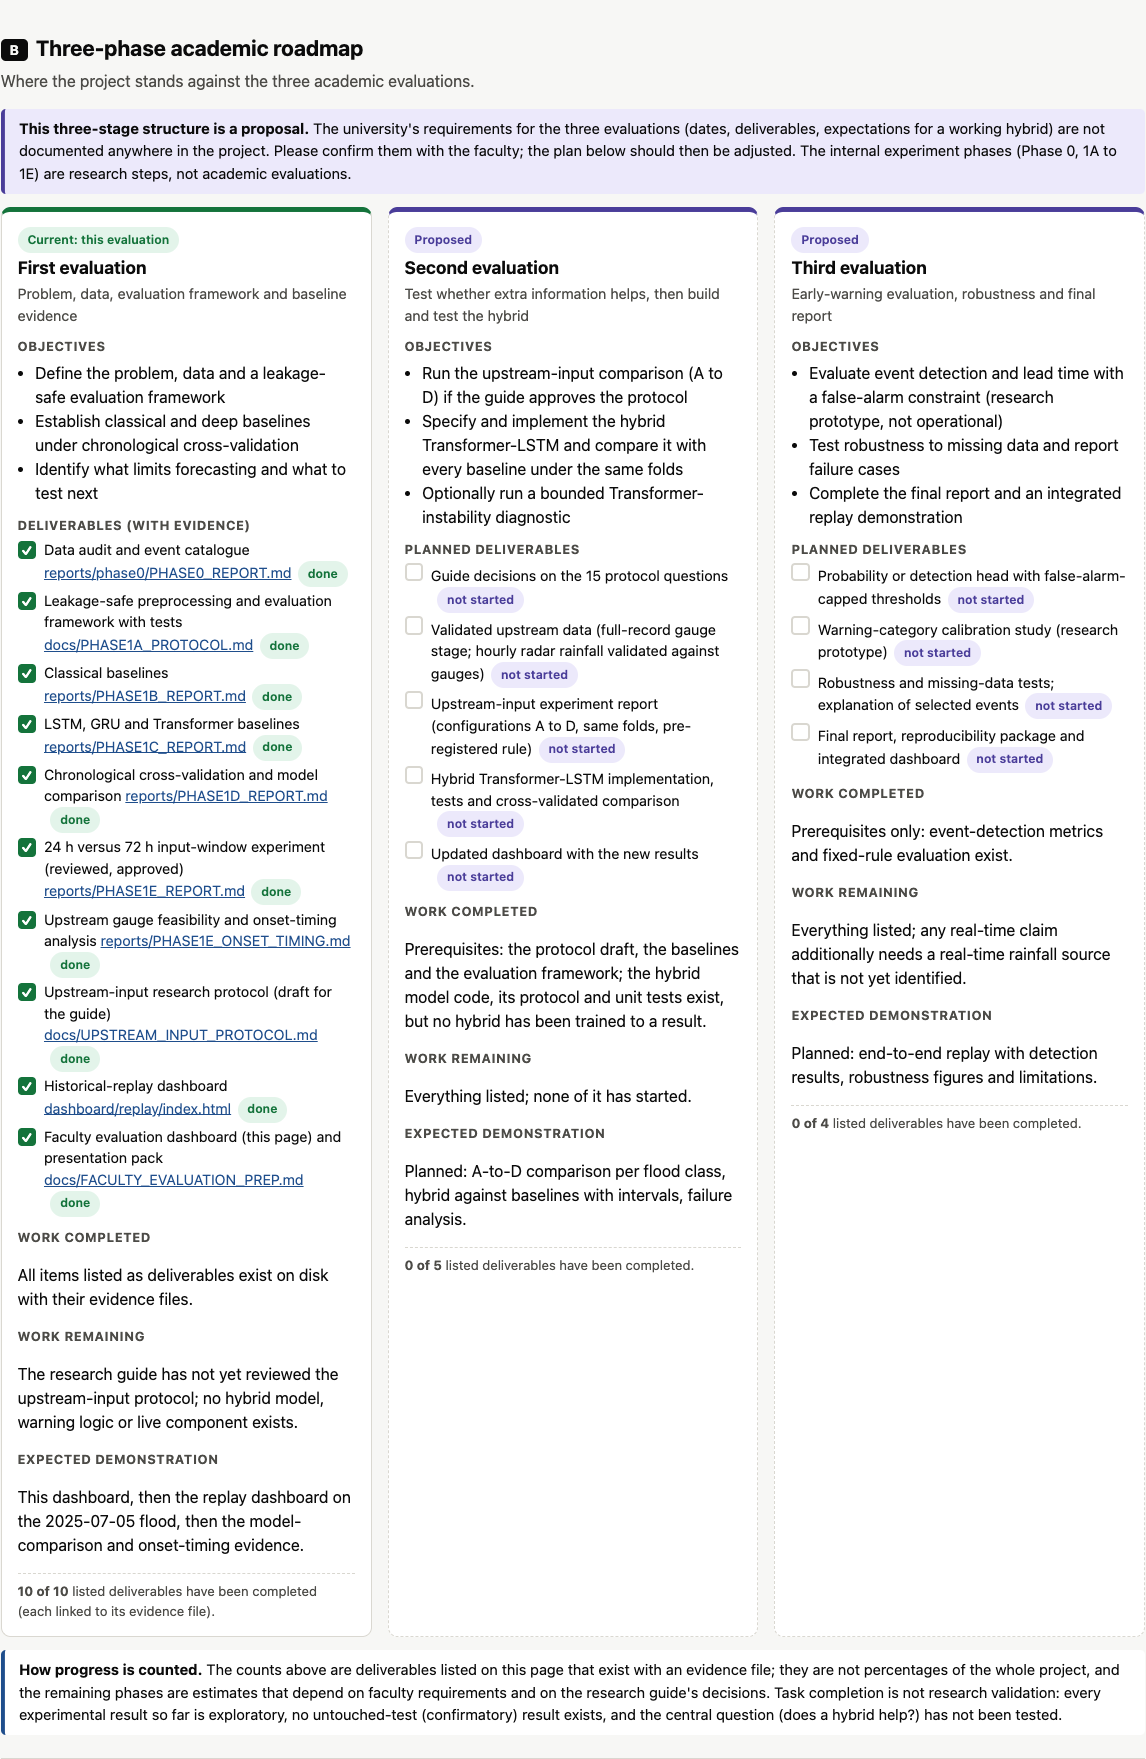 B Three-phase academic roadmap
Where the project stands against the three academic evaluations.
This three-stage structure is a proposal. The university's requirements for the three evaluations (dates, deliverables, expectations for a working hybrid) are not
documented anywhere in the project. Please confirm them with the faculty; the plan below should then be adjusted. The internal experiment phases (Phase 0, 1A to
1E) are research steps, not academic evaluations.
Current: this evaluation
First evaluation
Problem, data, evaluation framework and baseline
evidence
OBJECTIVES
• Define the problem, data and a leakage-
safe evaluation framework
• Establish classical and deep baselines
under chronological cross-validation
• Identify what limits forecasting and what to
test next
DELIVERABLES (WITH EVIDENCE)
Data audit and event catalogue
reports/phase0/PHASE0_REPORT.md done
Leakage-safe preprocessing and evaluation
framework with tests
docs/PHASE1A_PROTOCOL.md done
Classical baselines
reports/PHASE1B_REPORT.md done
LSTM, GRU and Transformer baselines
reports/PHASE1C_REPORT.md done
Chronological cross-validation and model
comparison reports/PHASE1D_REPORT.md
done
24 h versus 72 h input-window experiment
(reviewed, approved)
reports/PHASE1E_REPORT.md done
Upstream gauge feasibility and onset-timing
analysis reports/PHASE1E_ONSET_TIMING.md
done
Upstream-input research protocol (draft for
the guide)
docs/UPSTREAM_INPUT_PROTOCOL.md
done
Historical-replay dashboard
dashboard/replay/index.html done
Faculty evaluation dashboard (this page) and
presentation pack
docs/FACULTY_EVALUATION_PREP.md
done
WORK COMPLETED
All items listed as deliverables exist on disk
with their evidence files.
WORK REMAINING
The research guide has not yet reviewed the
upstream-input protocol; no hybrid model,
warning logic or live component exists.
EXPECTED DEMONSTRATION
This dashboard, then the replay dashboard on
the 2025-07-05 flood, then the model-
comparison and onset-timing evidence.
10 of 10 listed deliverables have been completed
(each linked to its evidence file).
Proposed
Second evaluation
Test whether extra information helps, then build
and test the hybrid
OBJECTIVES
• Run the upstream-input comparison (A to
D) if the guide approves the protocol
• Specify and implement the hybrid
Transformer-LSTM and compare it with
every baseline under the same folds
• Optionally run a bounded Transformer-
instability diagnostic
PLANNED DELIVERABLES
Guide decisions on the 15 protocol questions
not started
Validated upstream data (full-record gauge
stage; hourly radar rainfall validated against
gauges) not started
Upstream-input experiment report
(configurations A to D, same folds, pre-
registered rule) not started
Hybrid Transformer-LSTM implementation,
tests and cross-validated comparison
not started
Updated dashboard with the new results
not started
WORK COMPLETED
Prerequisites: the protocol draft, the baselines
and the evaluation framework; the hybrid
model code, its protocol and unit tests exist,
but no hybrid has been trained to a result.
WORK REMAINING
Everything listed; none of it has started.
EXPECTED DEMONSTRATION
Planned: A-to-D comparison per flood class,
hybrid against baselines with intervals, failure
analysis.
0 of 5 listed deliverables have been completed.
Proposed
Third evaluation
Early-warning evaluation, robustness and final
report
OBJECTIVES
• Evaluate event detection and lead time with
a false-alarm constraint (research
prototype, not operational)
• Test robustness to missing data and report
failure cases
• Complete the final report and an integrated
replay demonstration
PLANNED DELIVERABLES
Probability or detection head with false-alarm-
capped thresholds not started
Warning-category calibration study (research
prototype) not started
Robustness and missing-data tests;
explanation of selected events not started
Final report, reproducibility package and
integrated dashboard not started
WORK COMPLETED
Prerequisites only: event-detection metrics
and fixed-rule evaluation exist.
WORK REMAINING
Everything listed; any real-time claim
additionally needs a real-time rainfall source
that is not yet identified.
EXPECTED DEMONSTRATION
Planned: end-to-end replay with detection
results, robustness figures and limitations.
0 of 4 listed deliverables have been completed.
How progress is counted. The counts above are deliverables listed on this page that exist with an evidence file; they are not percentages of the whole project, and
the remaining phases are estimates that depend on faculty requirements and on the research guide's decisions. Task completion is not research validation: every
experimental result so far is exploratory, no untouched-test (confirmatory) result exists, and the central question (does a hybrid help?) has not been tested.